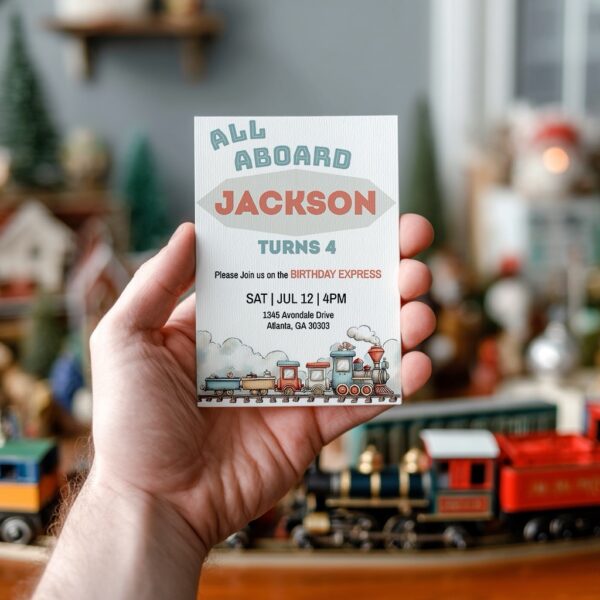 ALL
ABOARD
JACKSON
TURNS 4
Please Join us on the BIRTHDAY EXPRESS
SAT | JUL 12 | 4PM
1345 Avondale Drive
Atlanta, GA 30303